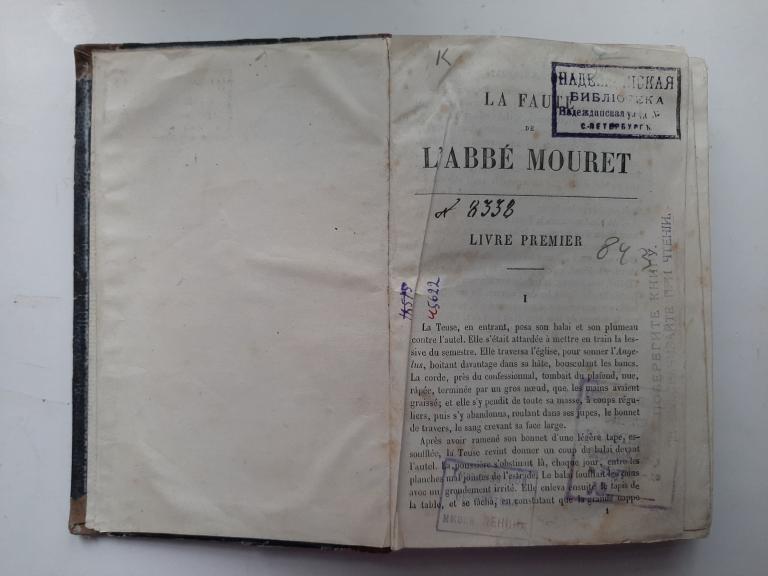 К
НАДЕЖДИНСКАЯ
БИБЛІОТЕКА
Надеждинская ул. д. №
С-ПЕТЕРБУРГЪ
LA FAUTE
DE
L'ABBÉ MOURET
№ 8338
LIVRE PREMIER
84
I
La Teuse, en entrant, posa son balai et son plumeau
contre l'autel. Elle s'était attardée à mettre en train la les-
sive du semestre. Elle traversa l'église, pour sonner l'Ange-
lus, boitant davantage dans sa hâte, bousculant les bancs.
La corde, près du confessionnal, tombait du plafond, nue,
râpée, terminée par un gros nœud, que les mains avaient
graissé; et elle s'y pendit de toute sa masse, à coups régu-
liers, puis s'y abandonna, roulant dans ses jupes, le bonnet
de travers, le sang crevant sa face large.
Après avoir ramené son bonnet d'une légère tape, es-
soufflée, la Teuse revint donner un coup de balai devant
l'autel. La poussière s'obstinait là, chaque jour, entre les
planches mal jointes de l'estrade. Le balai fouillait les coins
avec un grondement irrité. Elle enleva ensuite le tapis de
la table, et se fâcha, en constatant que la grande nappe
1
ПОБЕРЕГИТЕ КНИГУ.
ЧТЕНІИ.